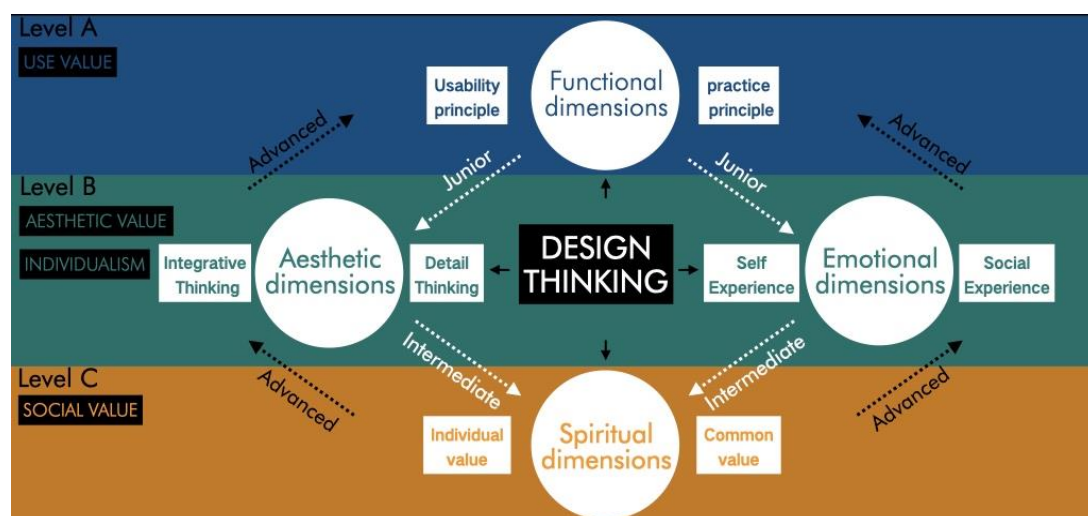 Level A
USE VALUE
Usability
principle
Functional
dimensions
practice
principle
Advanced
Junior
Junior
Advanced
Level B
AESTHETIC VALUE
INDIVIDUALISM
Integrative
Thinking
Aesthetic
dimensions
Detail
Thinking
DESIGN
THINKING
Self
Experience
Emotional
dimensions
Social
Experience
Advanced
Intermediate
Intermediate
Advanced
Level C
SOCIAL VALUE
Individual
value
Spiritual
dimensions
Common
value